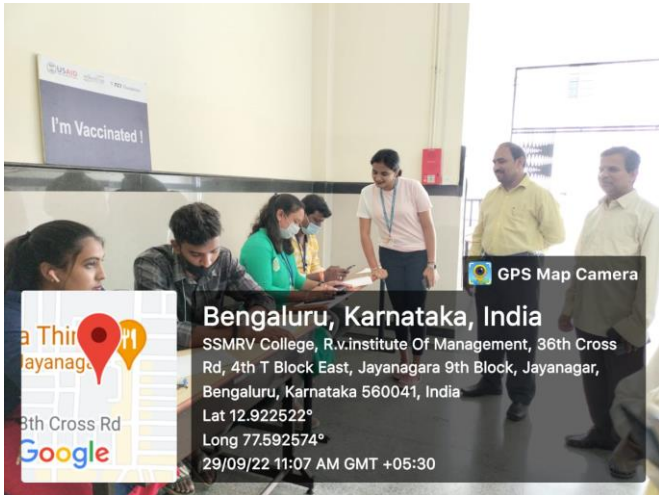 USAID
I'm Vaccinated !
GPS Map Camera
Bengaluru, Karnataka, India
SSMRV College, R.v.institute Of Management, 36th Cross
Rd, 4th T Block East, Jayanagara 9th Block, Jayanagar,
Bengaluru, Karnataka 560041, India
Lat 12.922522°
Long 77.592574°
29/09/22 11:07 AM GMT +05:30
a Thir
Jayanaga
8th Cross Rd
Google